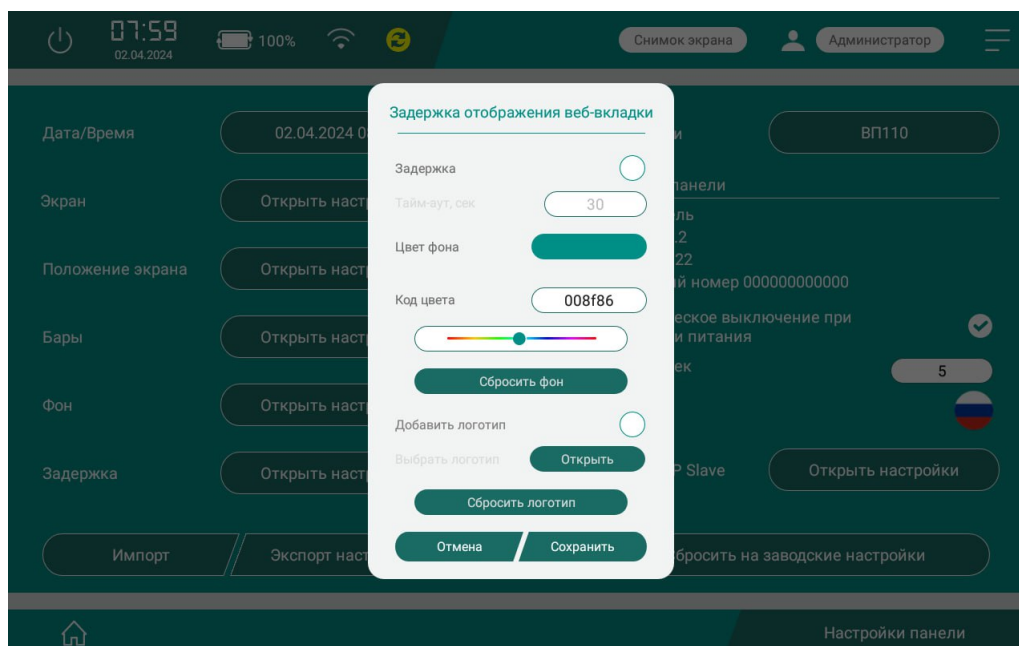 07:59
02.04.2024
100%
Снимок экрана
Администратор
Дата/Время
02.04.2024 0
и
ВП110
Экран
Открыть наст
Положение экрана
Открыть наст
Бары
Открыть наст
Фон
Открыть наст
Задержка
Открыть наст
Импорт
Экспорт наст
Задержка отображения веб-вкладки
Задержка
Тайм-аут, сек
30
Цвет фона
Код цвета
008f86
Сбросить фон
Добавить логотип
Выбрать логотип
Открыть
Сбросить логотип
Отмена
Сохранить
панели
ль
.2
22
й номер 000000000000
еское выключение при
и питания
ек
5
P Slave
Открыть настройки
бросить на заводские настройки
Настройки панели